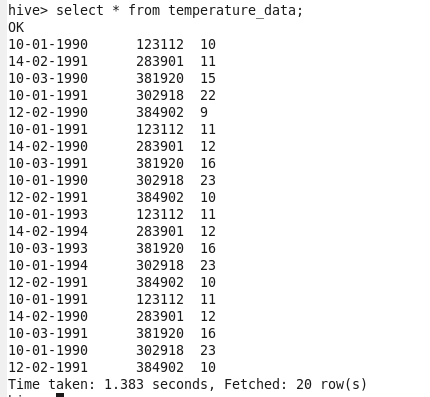 hive> select * from temperature_data;
OK
10-01-1990 123112 10
14-02-1991 283901 11
10-03-1990 381920 15
10-01-1991 302918 22
12-02-1990 384902 9
10-01-1991 123112 11
14-02-1990 283901 12
10-03-1991 381920 16
10-01-1990 302918 23
12-02-1991 384902 10
10-01-1993 123112 11
14-02-1994 283901 12
10-03-1993 381920 16
10-01-1994 302918 23
12-02-1991 384902 10
10-01-1991 123112 11
14-02-1990 283901 12
10-03-1991 381920 16
10-01-1990 302918 23
12-02-1991 384902 10
Time taken: 1.383 seconds, Fetched: 20 row(s)